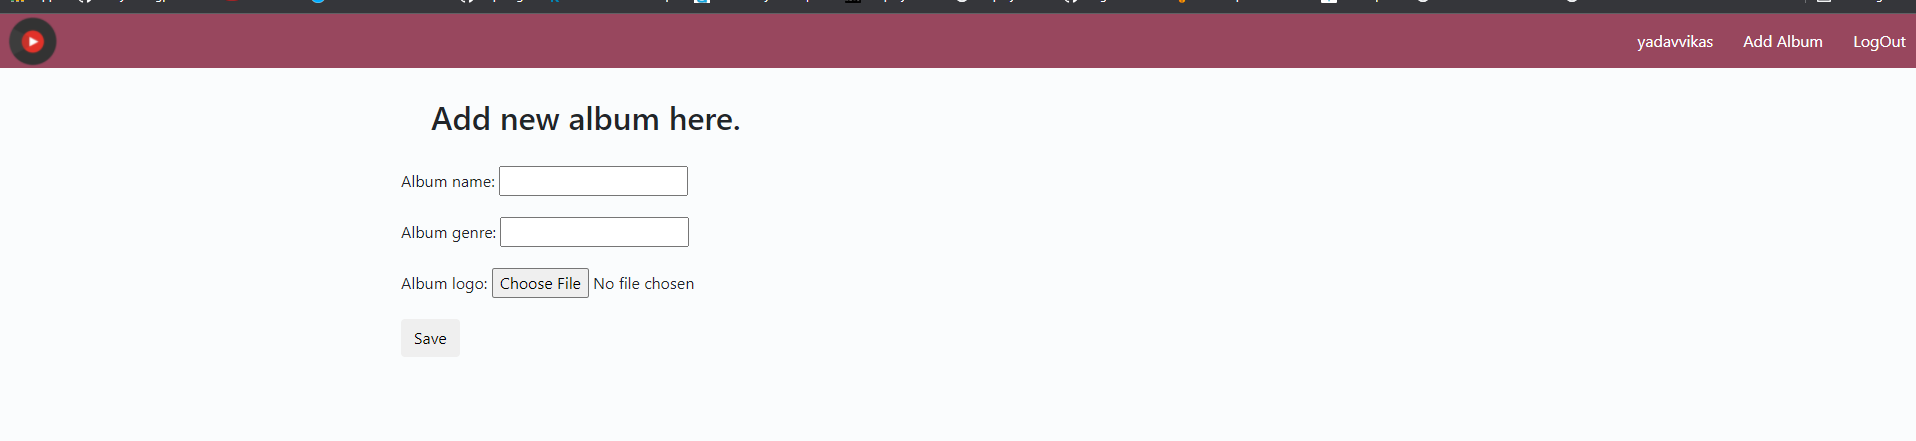 yadavvikas Add Album LogOut
Add new album here.
Album name:
Album genre:
Album logo: Choose File No file chosen
Save